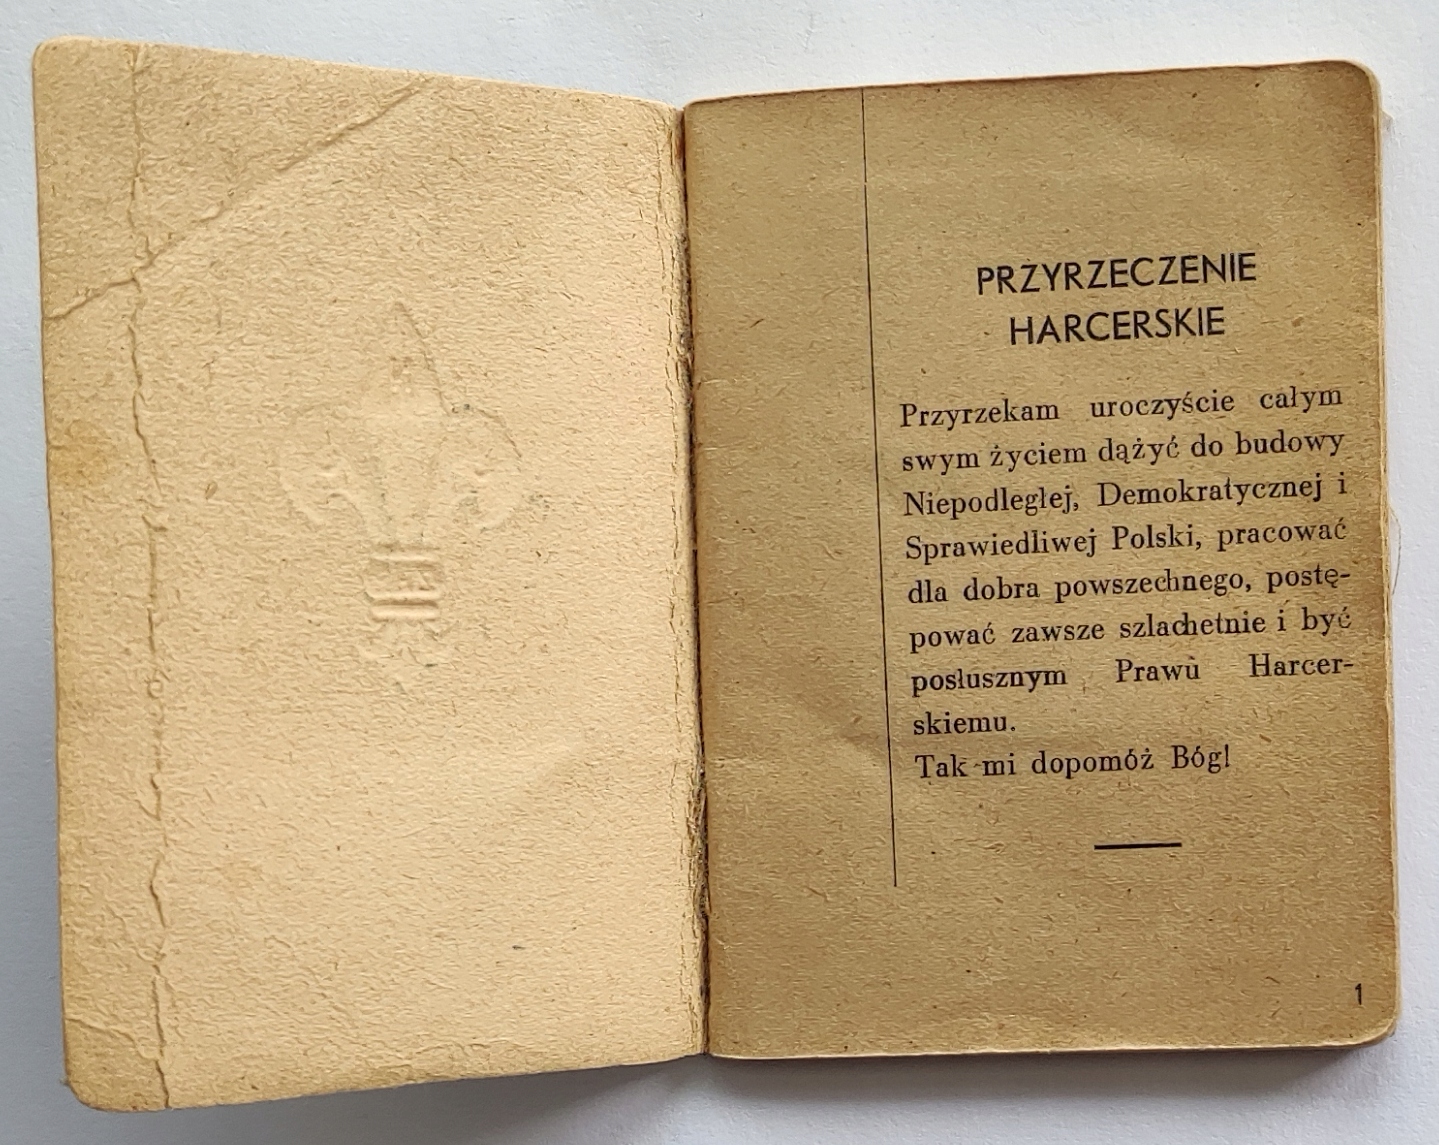 PRZYRZECZENIE
HARCERSKIE
Przyrzekam uroczyście całym
swym życiem dążyć do budowy
Niepodległej, Demokratycznej i
Sprawiedliwej Polski, pracować
dla dobra powszechnego, postę-
pować zawsze szlachetnie i być
posłusznym Prawu Harcer-
skiemu.
Tak mi dopomóż Bóg!
1